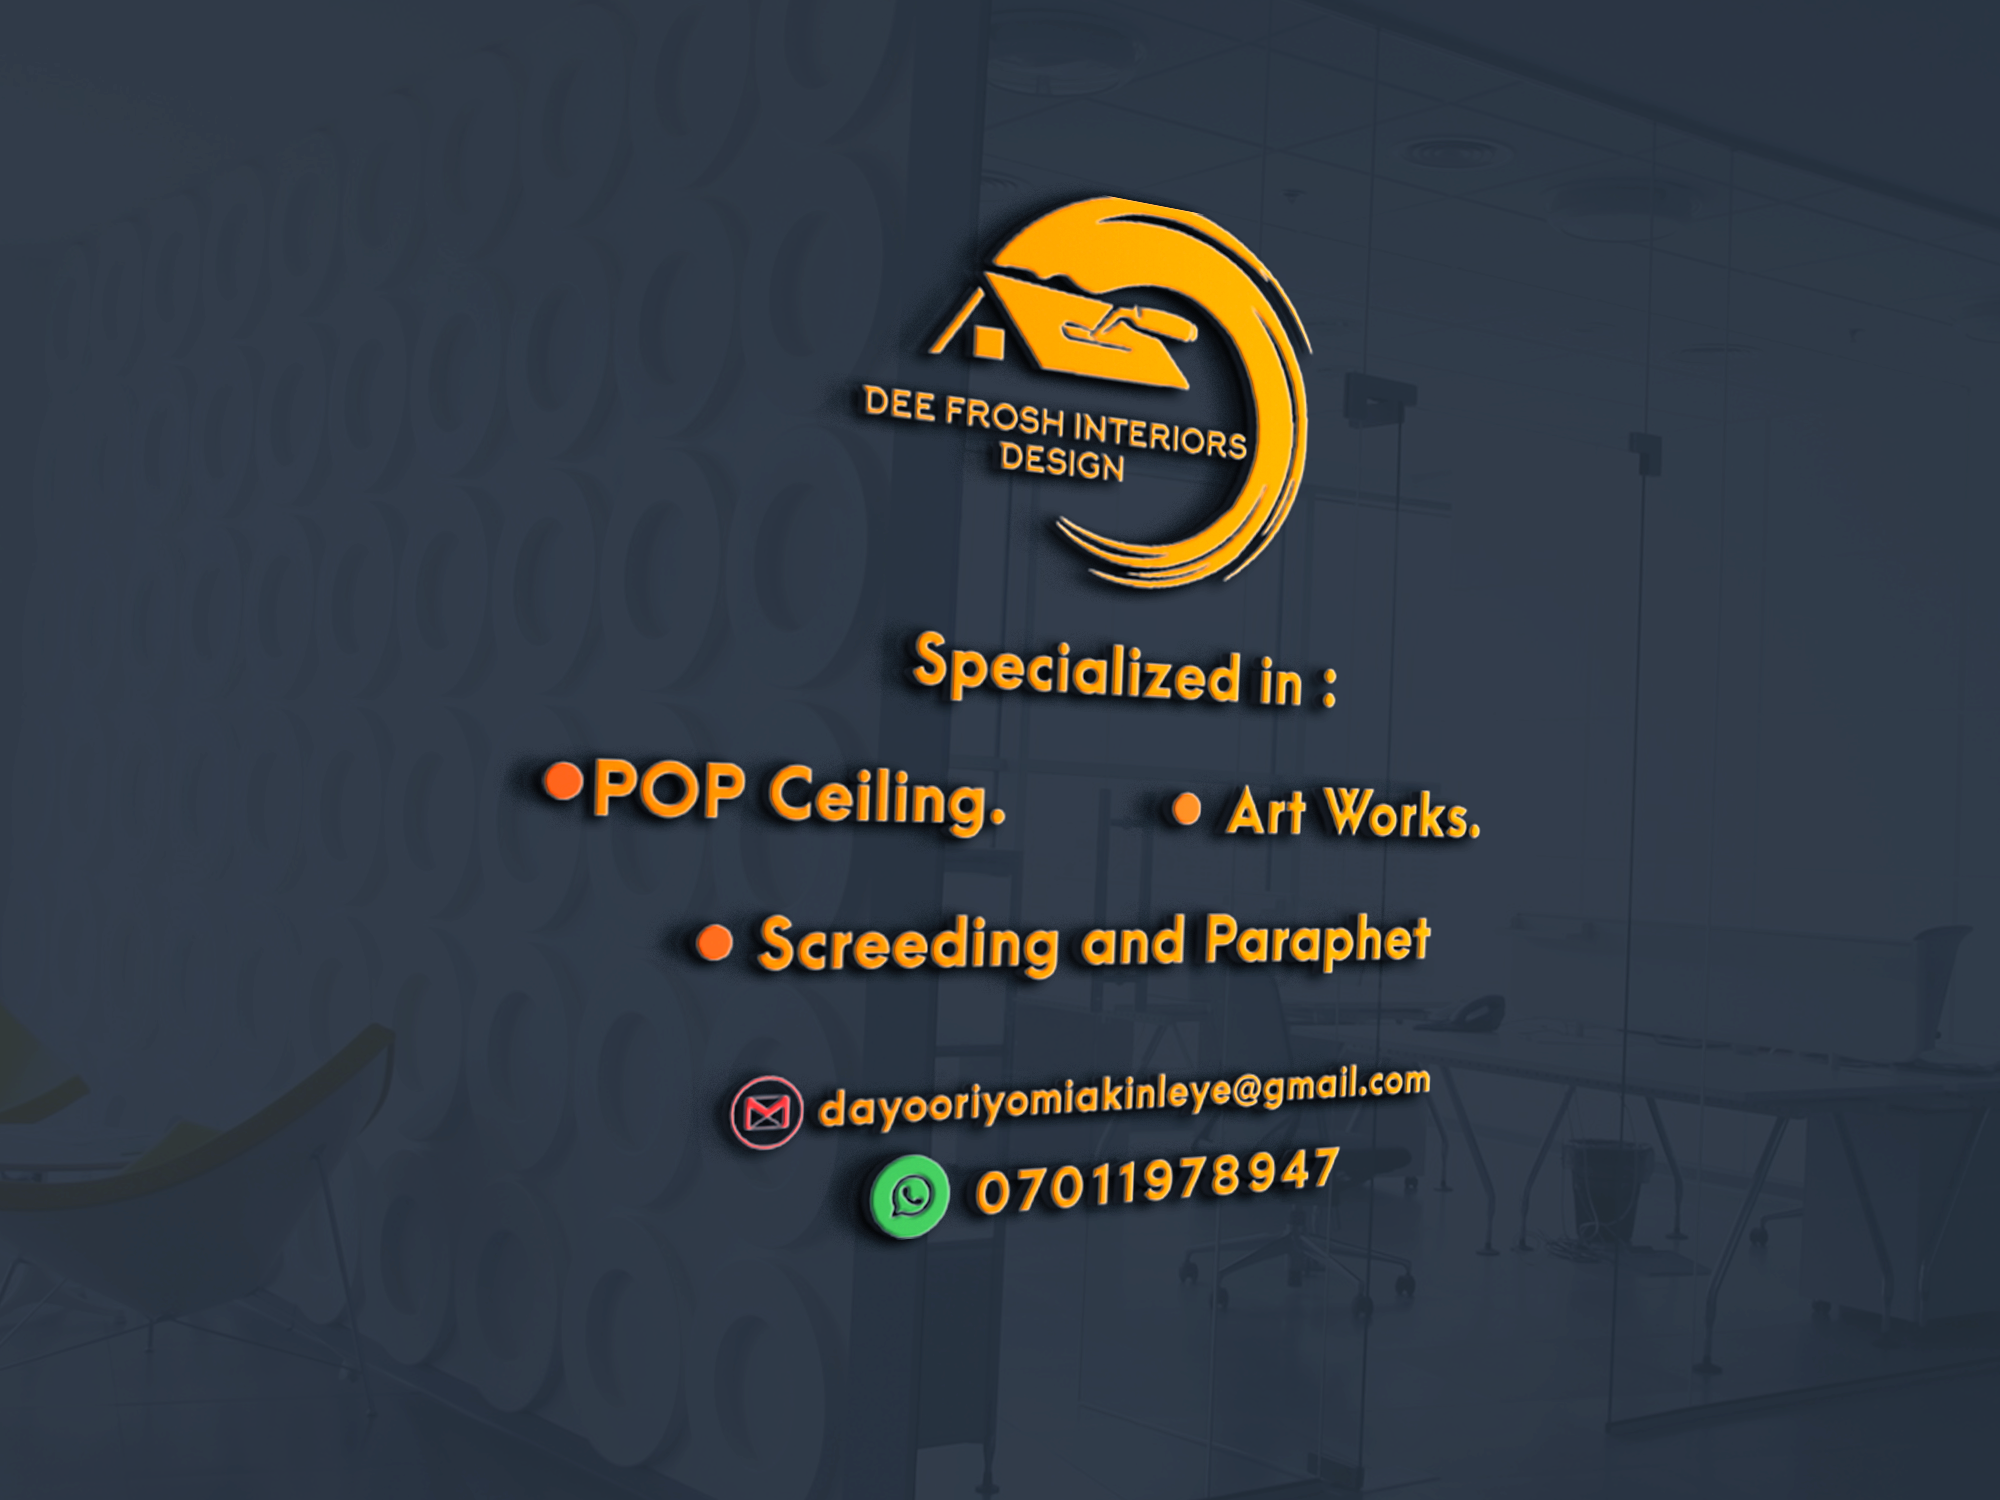 DEE FROSH INTERIORS
DESIGN
Specialized in :
POP Ceiling.
Art Works.
Screeding and Paraphet
dayooriyomiakinleye@gmail.com
07011978947